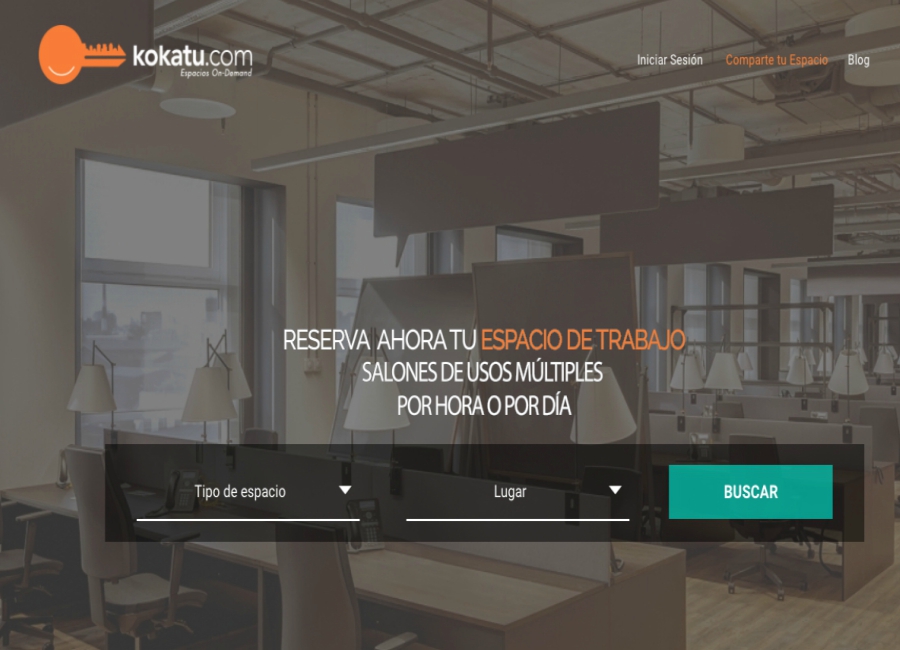 kokatu.com
Espacios On-Demand
Iniciar Sesión
Comparte tu Espacio
Blog
RESERVA AHORA TU ESPACIO DE TRABAJO
SALONES DE USOS MÚLTIPLES
POR HORA O POR DÍA
Tipo de espacio
Lugar
BUSCAR